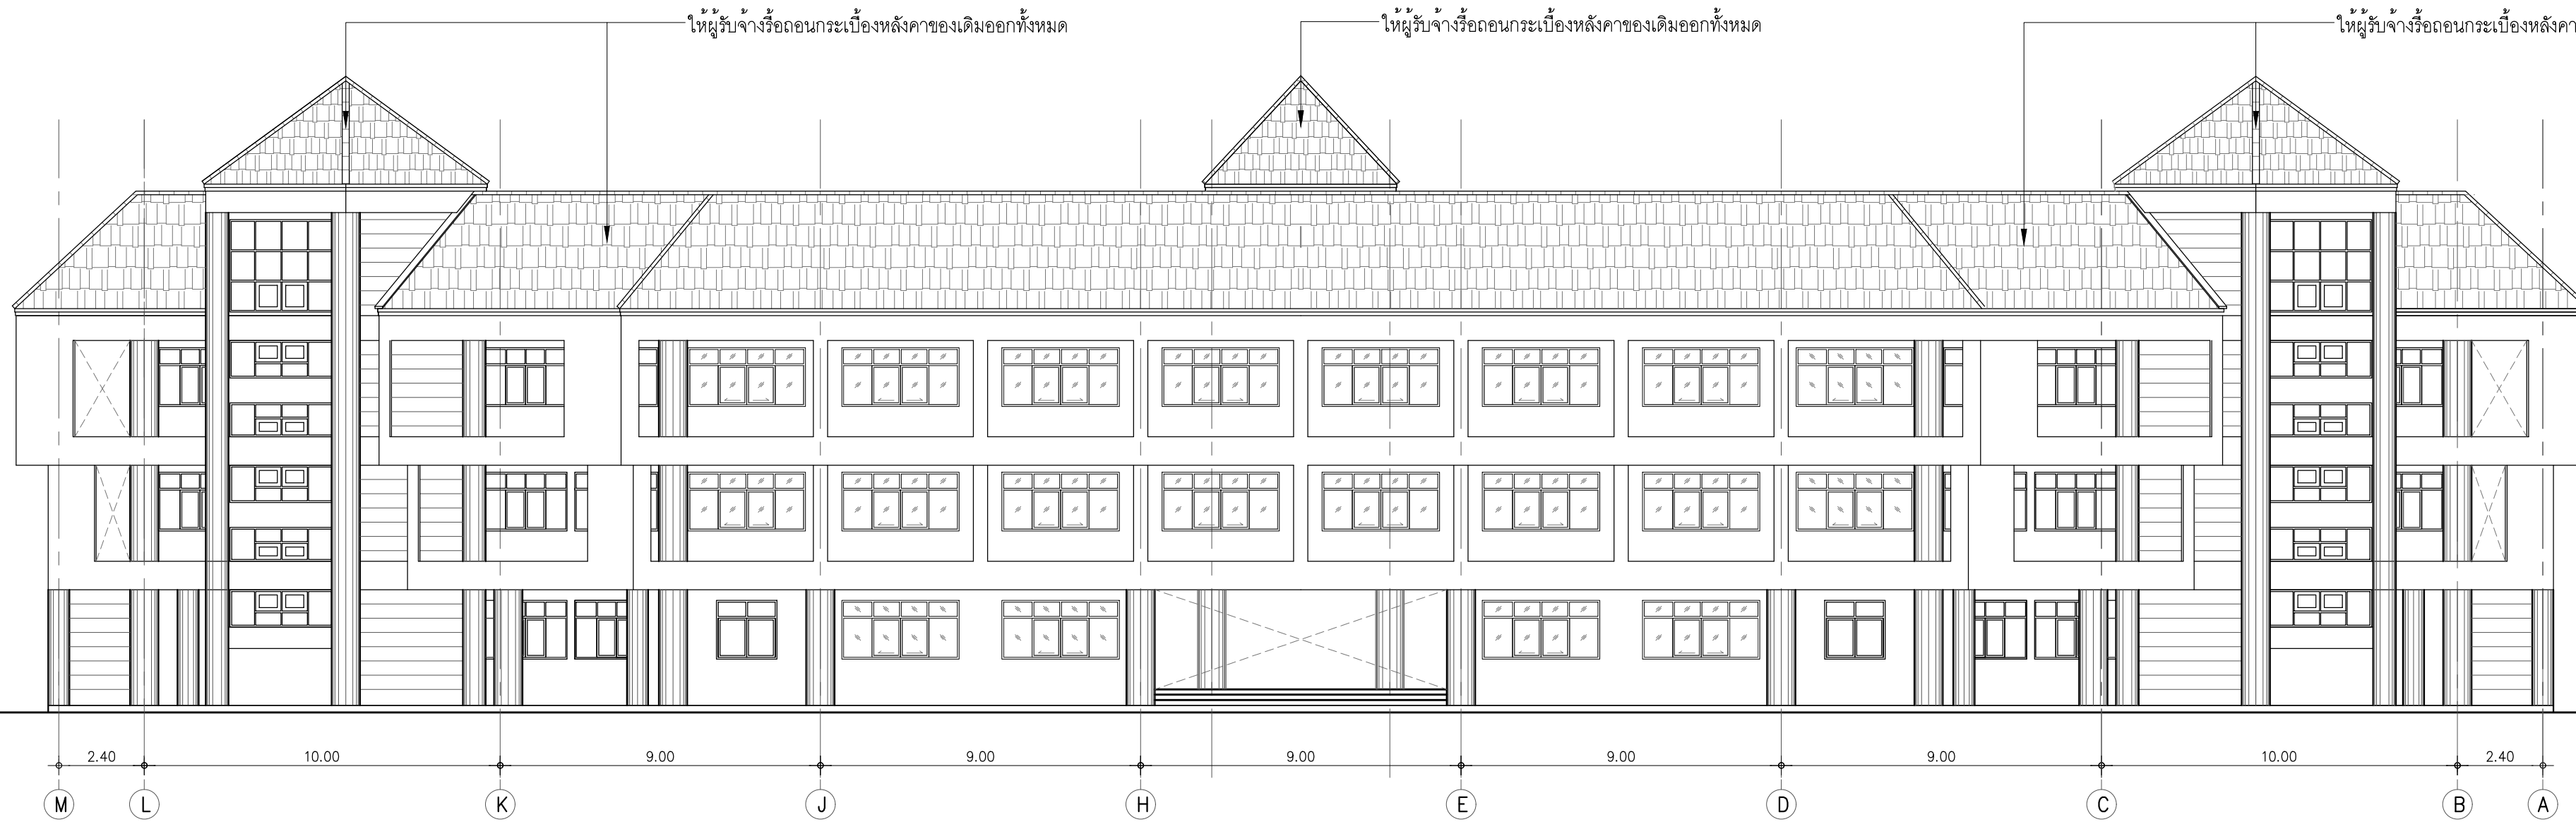 ให้ผู้รับจ้างรื้อถอนกระเบื้องหลังคาของเดิมออกทั้งหมด
ให้ผู้รับจ้างรื้อถอนกระเบื้องหลังคาของเดิมออกทั้งหมด
ให้ผู้รับจ้างรื้อถอนกระเบื้องหลังคา
2.40 10.00 9.00 9.00 9.00 9.00 9.00 10.00 2.40
M L K J H E D C B A